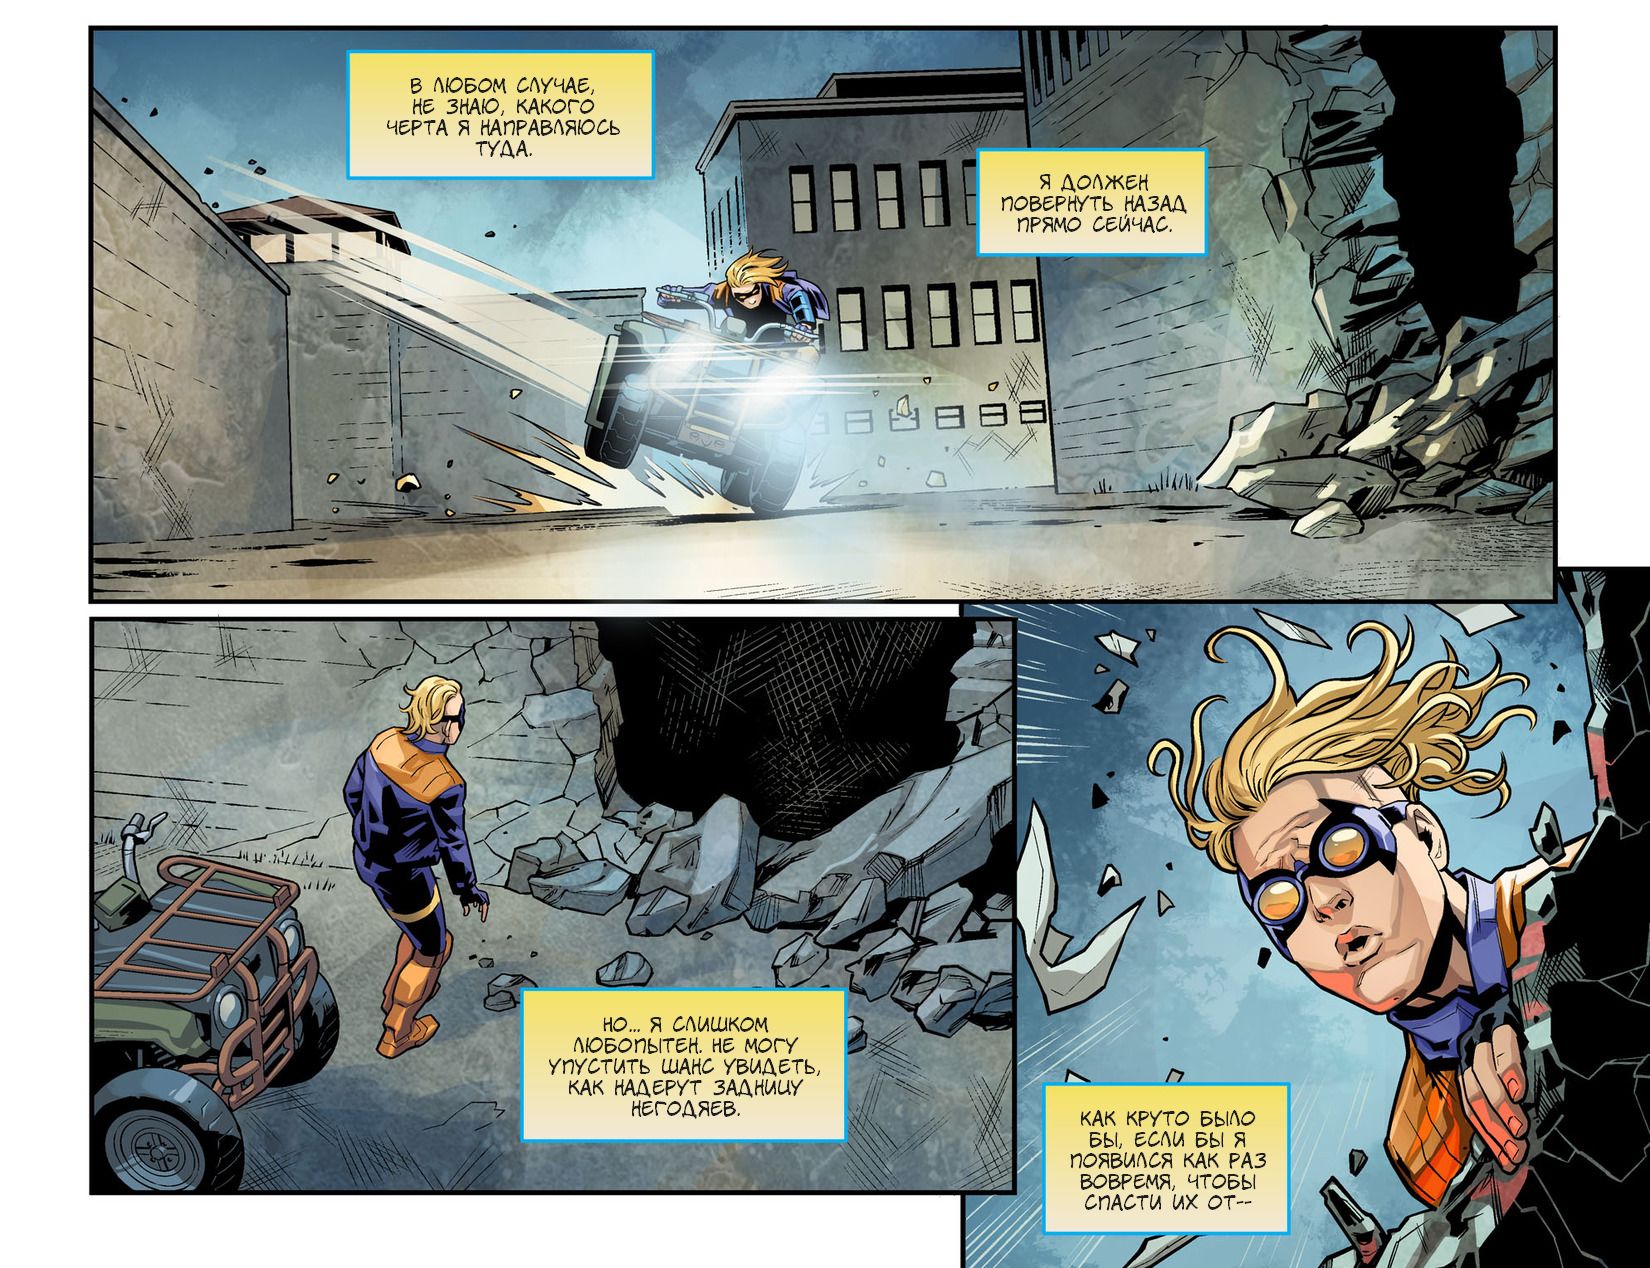 В ЛЮБОМ СЛУЧАЕ,
НЕ ЗНАЮ, КАКОГО
ЧЕРТА Я НАПРАВЛЯЮСЬ
ТУДА.
Я ДОЛЖЕН
ПОВЕРНУТЬ НАЗАД
ПРЯМО СЕЙЧАС.
eve
НО... Я СЛИШКОМ
ЛЮБОПЫТЕН. НЕ МОГУ
УПУСТИТЬ ШАНС УВИДЕТЬ,
КАК НАДЕРУТ ЗАДНИЦУ
НЕГОДЯЕВ.
КАК КРУТО БЫЛО
БЫ, ЕСЛИ БЫ Я
ПОЯВИЛСЯ КАК РАЗ
ВОВРЕМЯ, ЧТОБЫ
СПАСТИ ИХ ОТ--